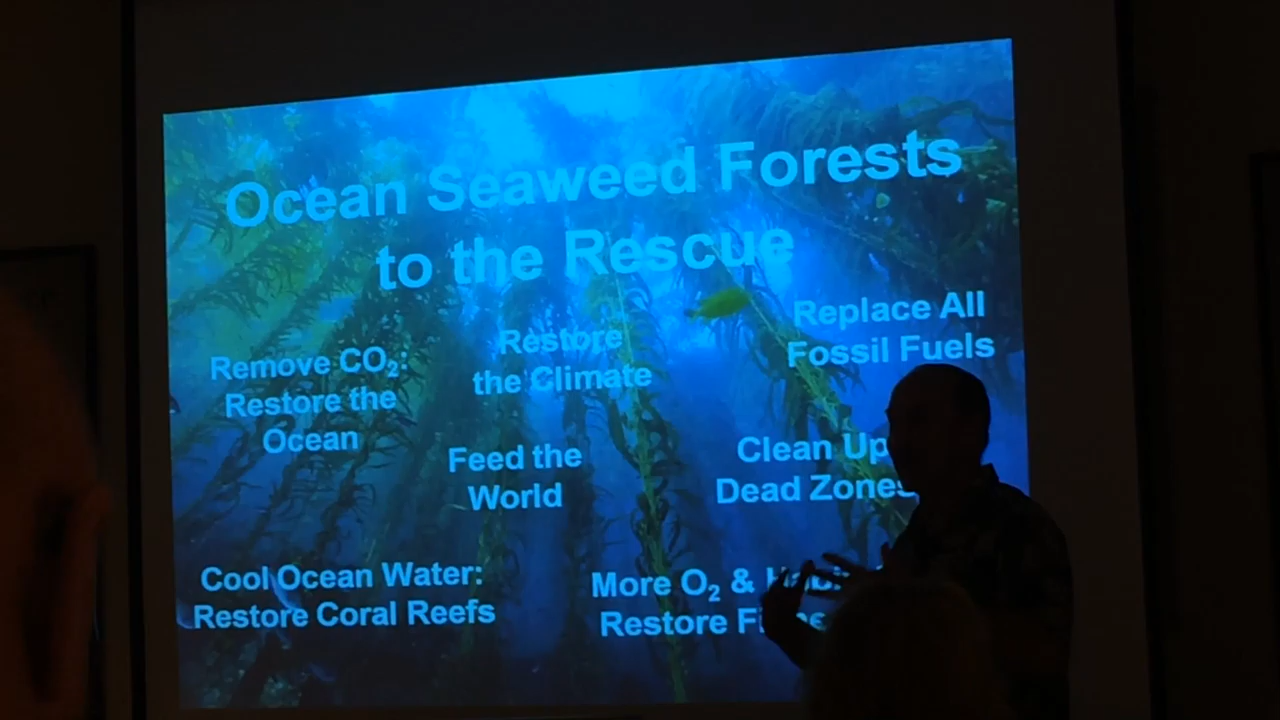 Ocean Seaweed Forests
to the Rescue
Remove CO₂:
Restore the
Ocean
Restore
the Climate
Replace All
Fossil Fuels
Feed the
World
Clean Up
Dead Zones
Cool Ocean Water:
Restore Coral Reefs
More O₂ &
Restore